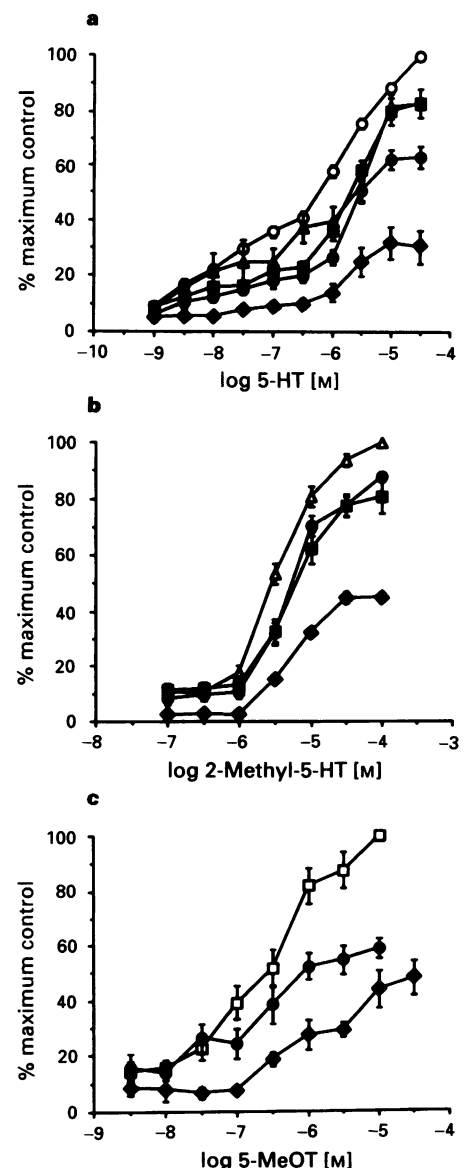 a
% maximum control
100
80
60
40
20
0
−10 −9 −8 −7 −6 −5 −4
log 5-HT [M]
b
% maximum control
100
80
60
40
20
0
−8 −7 −6 −5 −4 −3
log 2-Methyl-5-HT [M]
c
% maximum control
100
80
60
40
20
0
−9 −8 −7 −6 −5 −4
log 5-MeOT [M]